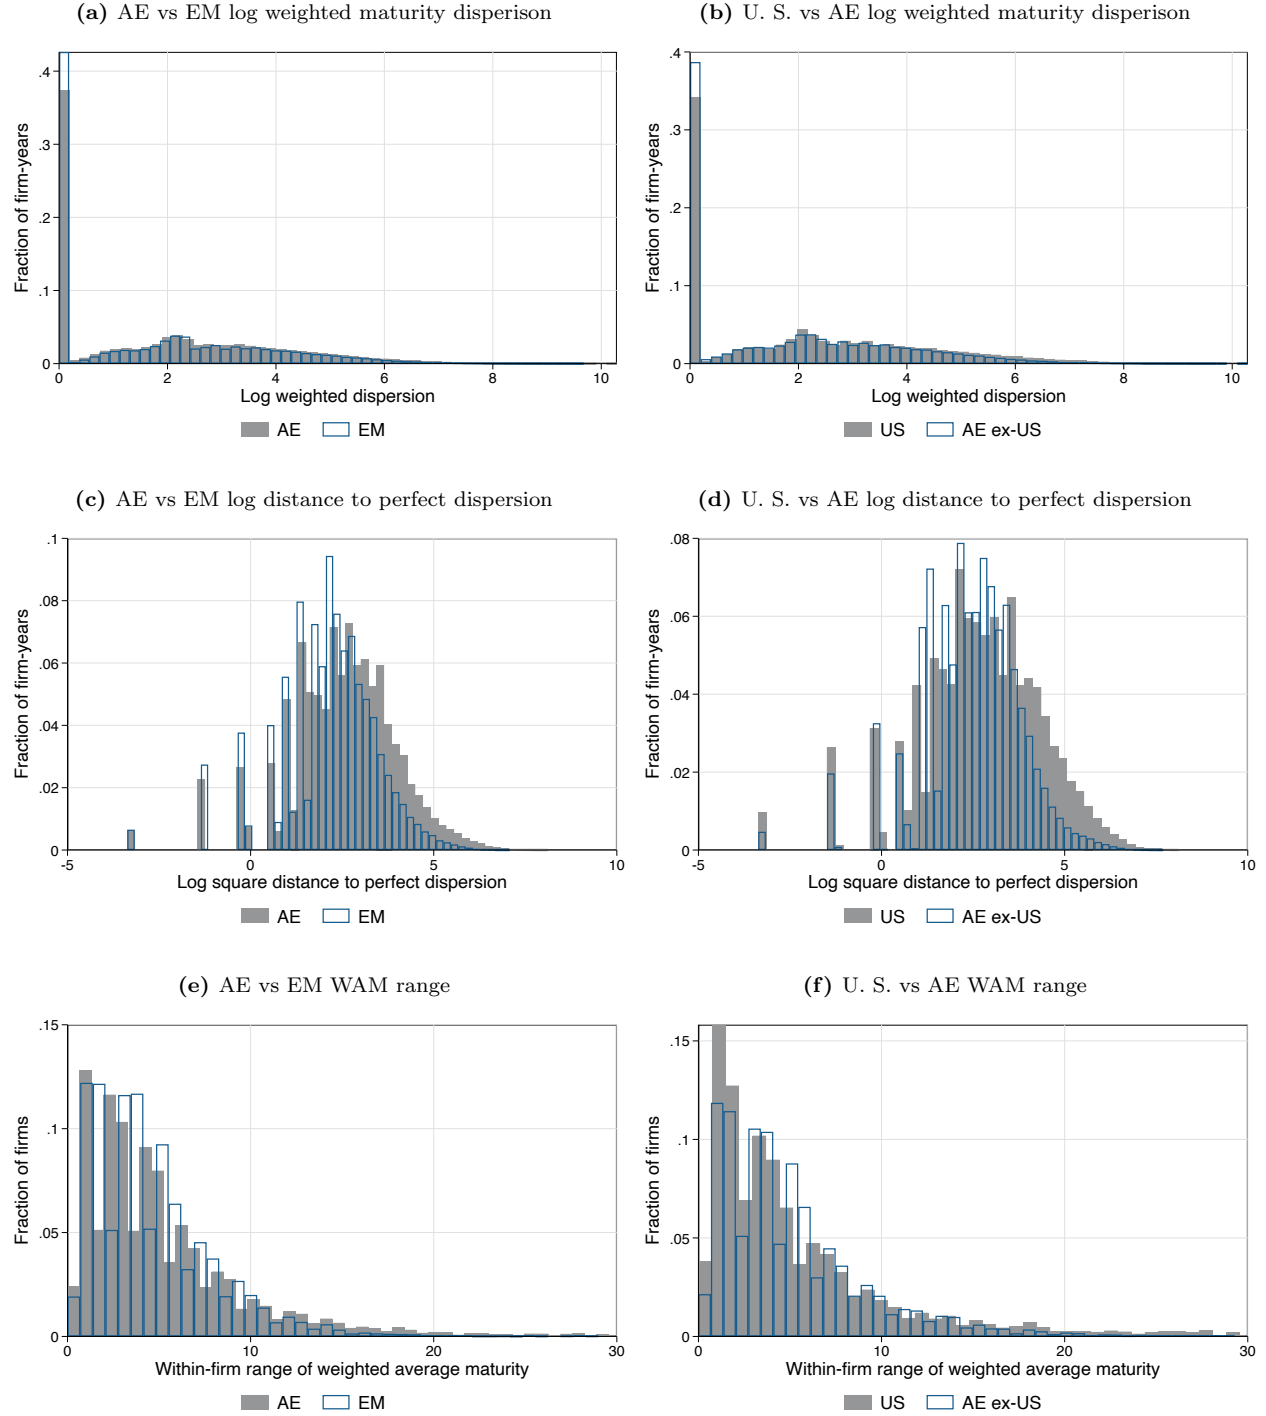 (a) AE vs EM log weighted maturity disperison
.4
.3
.2
.1
0
Fraction of firm-years
0 2 4 6 8 10
Log weighted dispersion
AE EM
(b) U. S. vs AE log weighted maturity disperison
.4
.3
.2
.1
0
Fraction of firm-years
0 2 4 6 8 10
Log weighted dispersion
US AE ex-US
(c) AE vs EM log distance to perfect dispersion
.1
.08
.06
.04
.02
0
Fraction of firm-years
-5 0 5 10
Log square distance to perfect dispersion
AE EM
(d) U. S. vs AE log distance to perfect dispersion
.08
.06
.04
.02
0
Fraction of firm-years
-5 0 5 10
Log square distance to perfect dispersion
US AE ex-US
(e) AE vs EM WAM range
.15
.1
.05
0
Fraction of firms
0 10 20 30
Within-firm range of weighted average maturity
AE EM
(f) U. S. vs AE WAM range
.15
.1
.05
0
Fraction of firms
0 10 20 30
Within-firm range of weighted average maturity
US AE ex-US